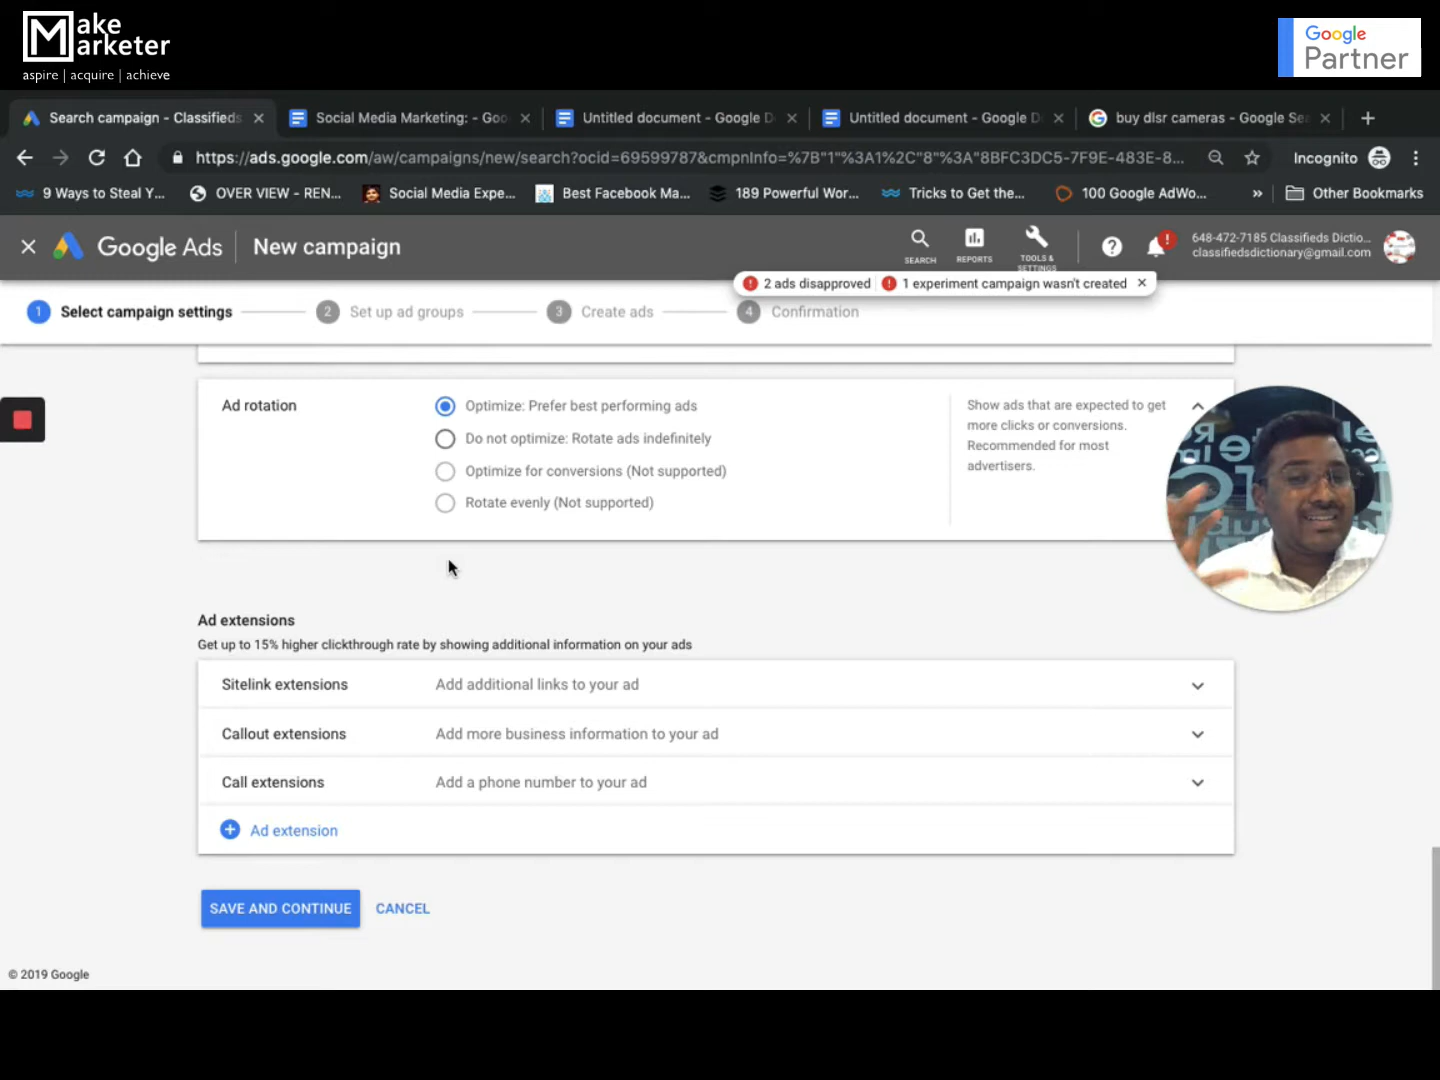 Make
Marketer
aspire | acquire | achieve
Google
Partner
Search campaign - Classifieds
Social Media Marketing: - Goo
Untitled document - Google D
Untitled document - Google D
buy dlsr cameras - Google Sea
https://ads.google.com/aw/campaigns/new/search?ocid=69599787&cmpnInfo=%7B"1"%3A1%2C"8"%3A"8BFC3DC5-7F9E-483E-8...
Incognito
9 Ways to Steal Y...
OVER VIEW - REN...
Social Media Expe...
Best Facebook Ma...
189 Powerful Wor...
Tricks to Get the...
100 Google AdWo...
»
Other Bookmarks
Google Ads
New campaign
SEARCH
REPORTS
TOOLS &
SETTINGS
648-472-7185 Classifieds Dictio...
classifiedsdictionary@gmail.com
2 ads disapproved
1 experiment campaign wasn't created
1 Select campaign settings
2 Set up ad groups
3 Create ads
4 Confirmation
Ad rotation
Optimize: Prefer best performing ads
Do not optimize: Rotate ads indefinitely
Optimize for conversions (Not supported)
Rotate evenly (Not supported)
Show ads that are expected to get
more clicks or conversions.
Recommended for most
advertisers.
Ad extensions
Get up to 15% higher clickthrough rate by showing additional information on your ads
Sitelink extensions
Add additional links to your ad
Callout extensions
Add more business information to your ad
Call extensions
Add a phone number to your ad
Ad extension
SAVE AND CONTINUE
CANCEL
© 2019 Google